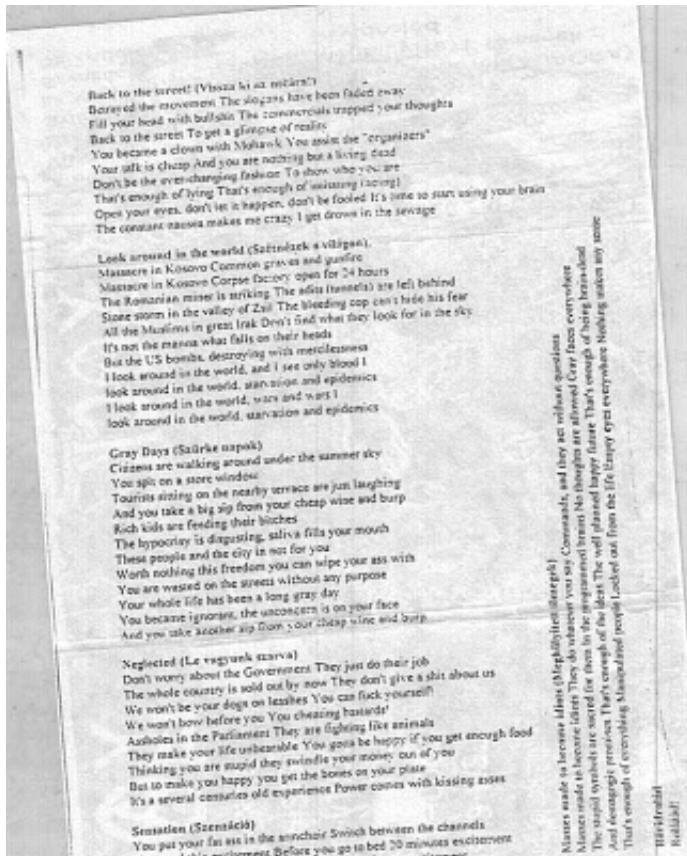 Back to the street! (Vissza ki az utcára!)
Betrayed the movement The slogans have been faded away
Fill your head with bullshit The commercials trapped your thoughts
Back to the street To get a glimpse of reality
You became a clown with Mohawk You assist the "organizers"
Your talk is cheap And you are nothing but a living dead
Don't be the ever-changing fashion To show who you are
That's enough of lying That's enough of
Open your eyes, don't let it happen, don't be fooled It's time to start using your brain
The constant nausea makes me crazy I get drown in the sewage
Look around in the world (Szétnézek a világon)
Massacre in Kosovo Common graves and gunfire
Massacre in Kosovo Corpse factory open for 24 hours
The Romanian miner is striking The adits (tunnels) are left behind
Stone storm in the valley of Zsil The bleeding cop can't hide his fear
All the Muslims in great Irak Don't find what they look for in the sky
It's not the manna what falls on their heads
But the US bombs, destroying with mercilessness
I look around in the world, and I see only blood I
look around in the world, starvation and epidemics
I look around in the world, wars and wars I
look around in the world, starvation and epidemics
Gray Days (Szürke napok)
Citizens are walking around under the summer sky
You spit on a store window
Tourists sitting on the nearby terrace are just laughing
And you take a big sip from your cheap wine and burp
Rich kids are feeding their bitches
The hypocrisy is disgusting, saliva fills your mouth
These people and the city in not for you
Worth nothing this freedom you can wipe your ass with
You are wasted on the streets without any purpose
Your whole life has been a long gray day
You became ignorant, the unconcern is on your face
And you take another sip from your cheap wine and burp
Neglected (Le vagyunk szarva)
Don't worry about the Government They just do their job
The whole country is sold out by now They don't give a shit about us
We won't be your dogs on leashes You can fuck yourself!
We won't bow before you You cheating bastards!
Assholes in the Parliament They are fighting like animals
They make your life unbearable You gona be happy if you get enough food
Thinking you are stupid they swindle your money out of you
But to make you happy you get the bones on your plate
It's a several centuries old experience Power comes with kissing asses
Sensation (Szenzáció)
You put your fat ass in the armchair Switch between the channels
excitement Before you go to bed 20 minutes excitement
Masses made to became idiots
Masses made to became idiots They do whatever you say Commands, and they act without questions
The stupid symbols are sacred for them In the programmed brains No thoughts are allowed Gray faces everywhere
And demagogic promises That's enough of the ideas The well planned happy future That's enough of being brain-dead
That's enough of everything Manipulated people Locked out from the life Empty eyes everywhere Nothing makes any sense